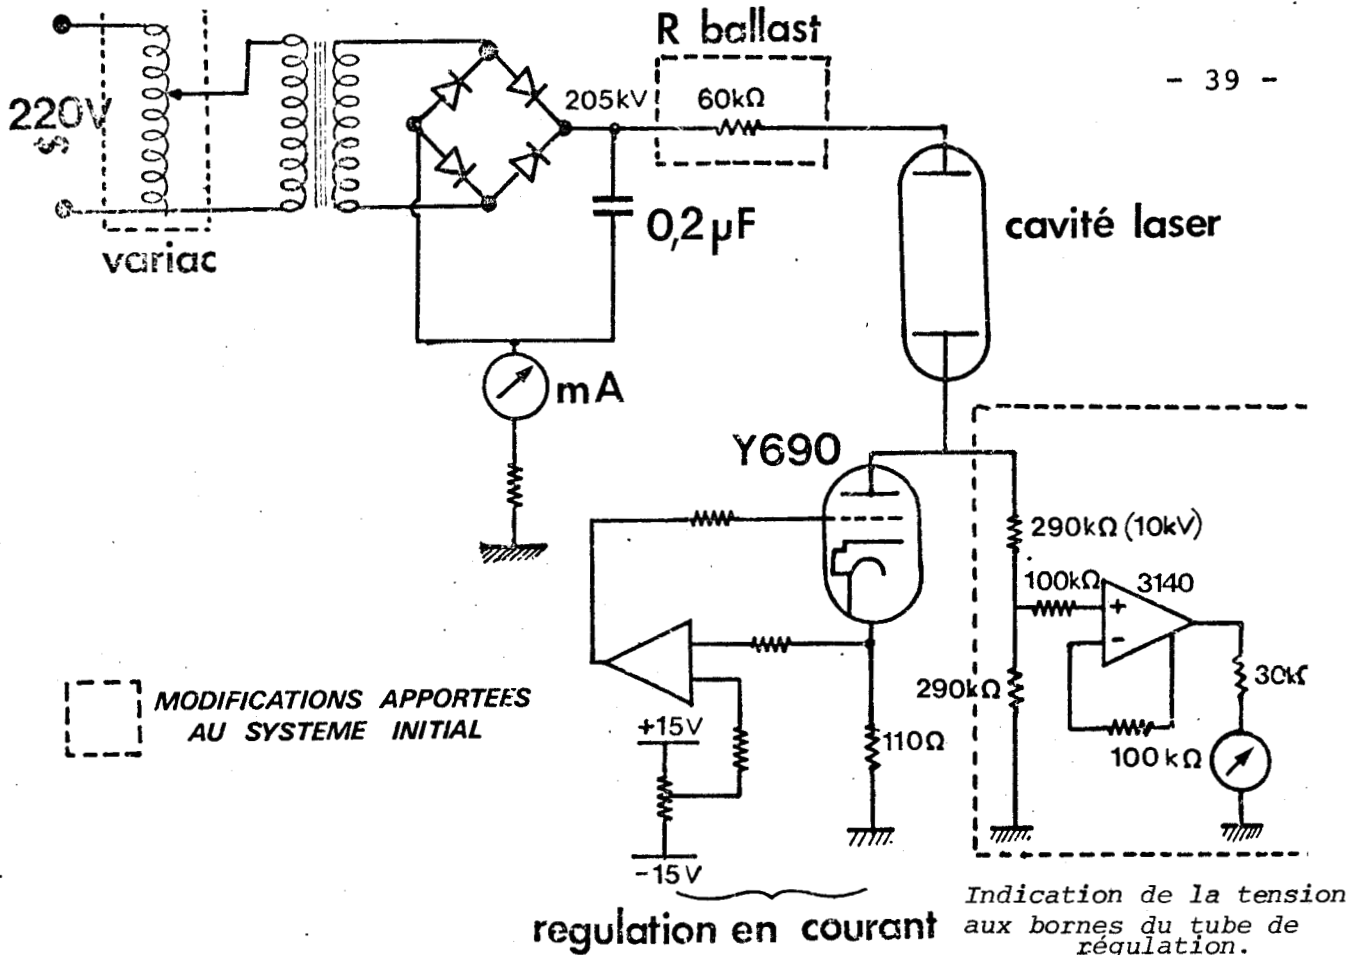 R ballast
- 39 -
220V
205kV
60kΩ
variac
0,2µF
cavité laser
mA
Y690
290kΩ (10kV)
100kΩ
3140
+
-
290kΩ
30k
110Ω
100kΩ
MODIFICATIONS APPORTEES
AU SYSTEME INITIAL
+15V
-15V
regulation en courant
Indication de la tension
aux bornes du tube de
régulation.